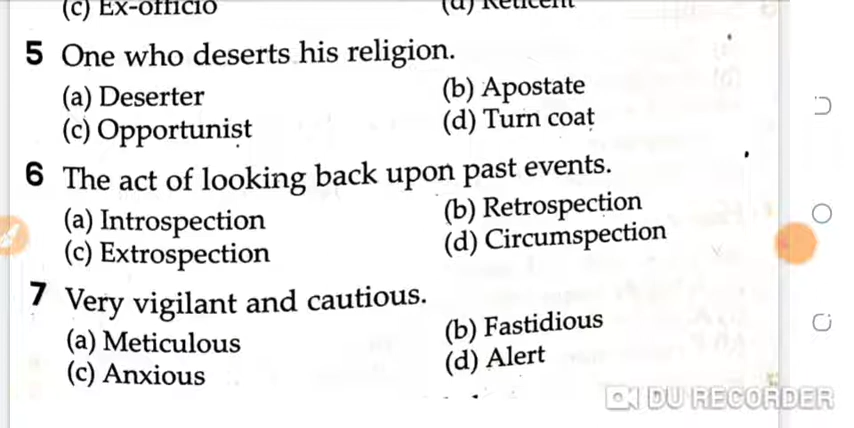 (c) Ex-officio (d) Reticent
5 One who deserts his religion.
(a) Deserter (b) Apostate
(c) Opportunist (d) Turn coat
6 The act of looking back upon past events.
(a) Introspection (b) Retrospection
(c) Extrospection (d) Circumspection
7 Very vigilant and cautious.
(a) Meticulous (b) Fastidious
(c) Anxious (d) Alert
DU RECORDER